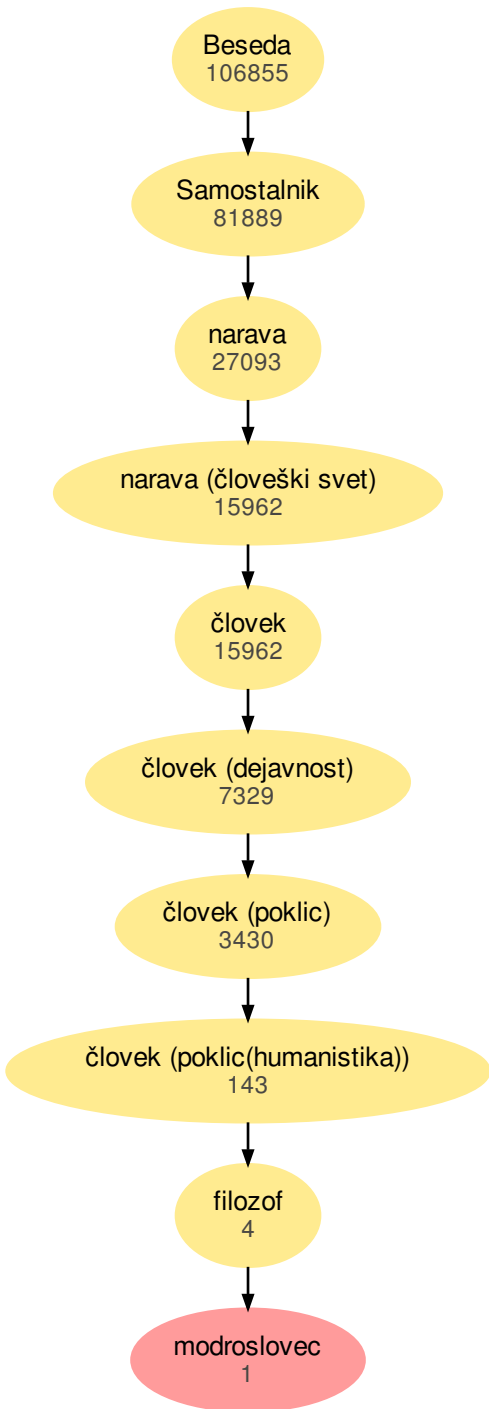 Beseda
106855
Samostalnik
81889
narava
27093
narava (človeški svet)
15962
človek
15962
človek (dejavnost)
7329
človek (poklic)
3430
človek (poklic(humanistika))
143
filozof
4
modroslovec
1